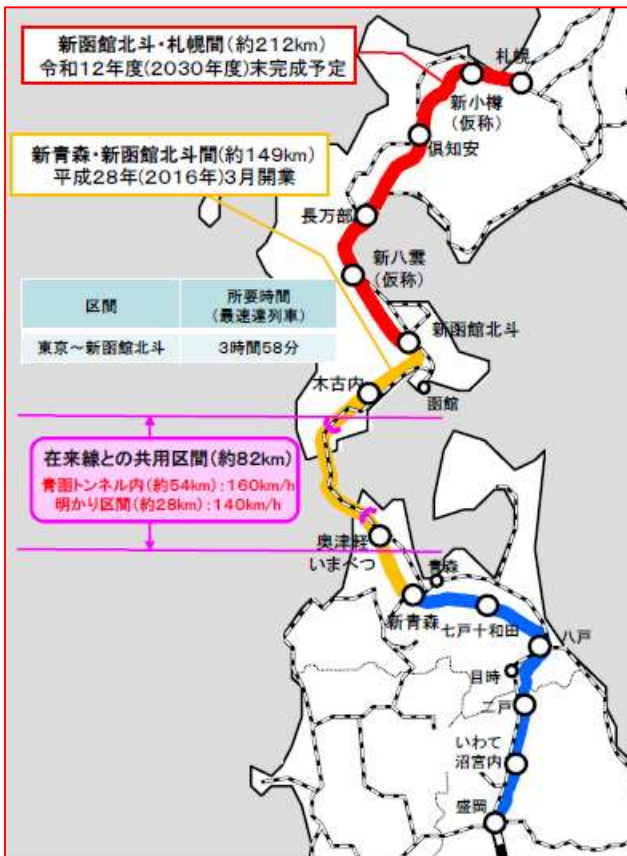 新函館北斗・札幌間(約212km)
令和12年度(2030年度)末完成予定
札幌
新小樽
(仮称)
倶知安
新青森・新函館北斗間(約149km)
平成28年(2016年)3月開業
長万部
新八雲
(仮称)
区間
所要時間
(最速達列車)
東京～新函館北斗
3時間58分
新函館北斗
木古内
函館
在来線との共用区間(約82km)
青函トンネル内(約54km):160km/h
明かり区間(約28km):140km/h
奥津軽
いまべつ
青森
新青森
七戸十和田
八戸
目時
二戸
いわて
沼宮内
盛岡